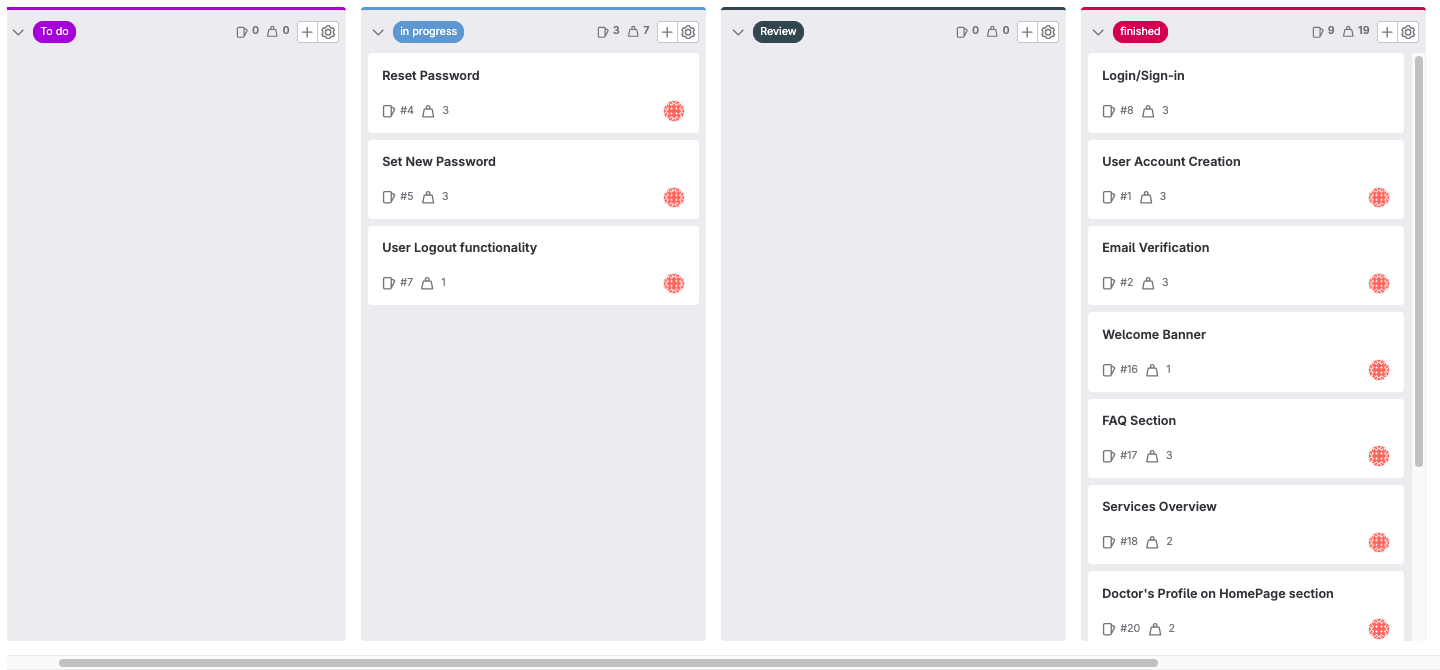 To do 0 0
in progress 3 7
Reset Password
#4 3
Set New Password
#5 3
User Logout functionality
#7 1
Review 0 0
finished 9 19
Login/Sign-in
#8 3
User Account Creation
#1 3
Email Verification
#2 3
Welcome Banner
#16 1
FAQ Section
#17 3
Services Overview
#18 2
Doctor's Profile on HomePage section
#20 2